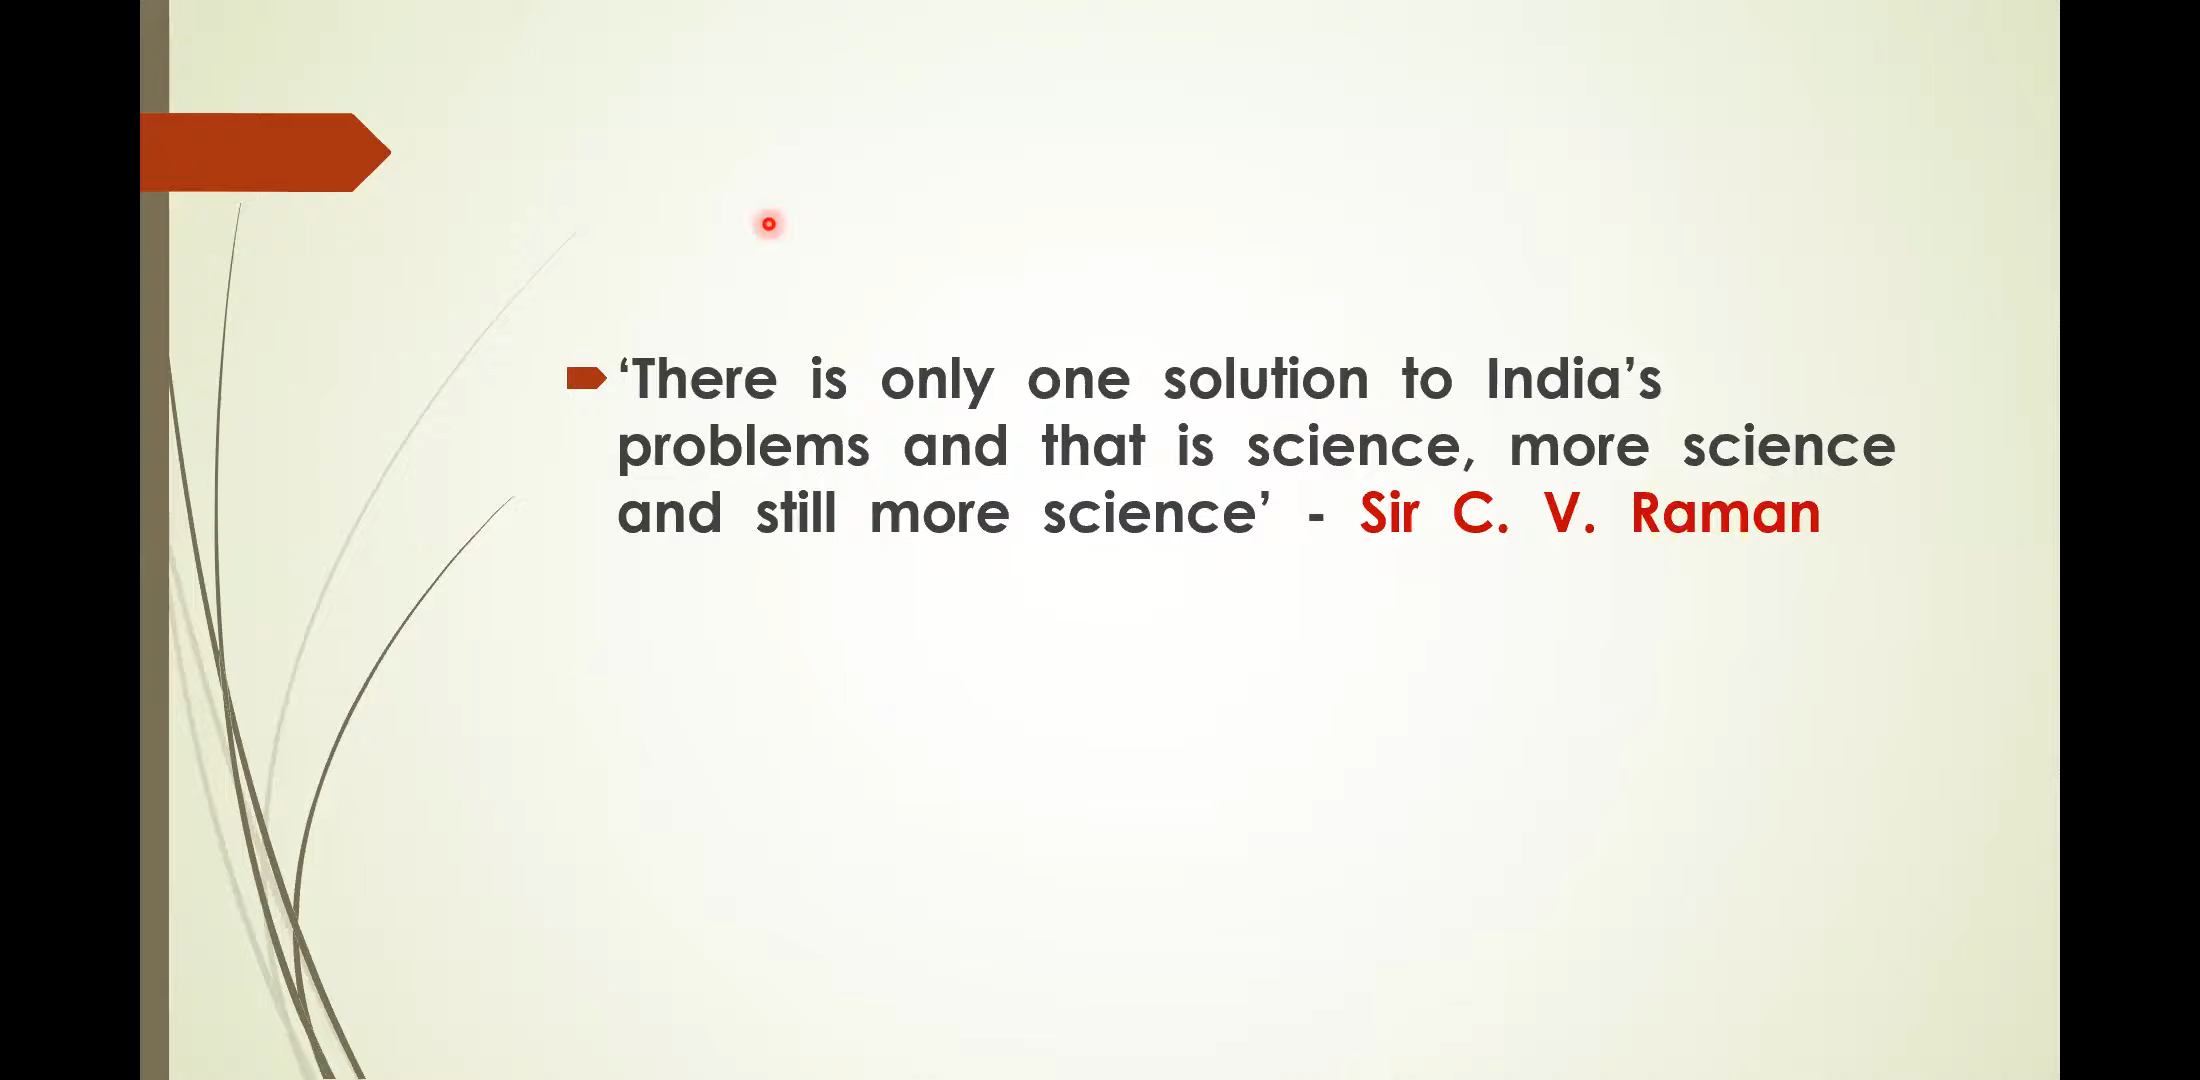 ‘There is only one solution to India’s
problems and that is science, more science
and still more science’ - Sir C. V. Raman